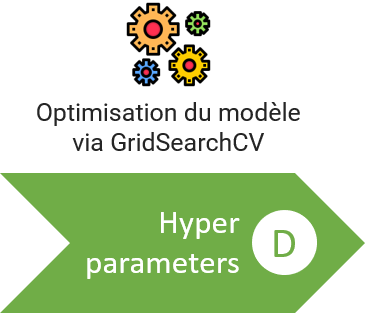 Optimisation du modèle
via GridSearchCV
Hyper
parameters
D